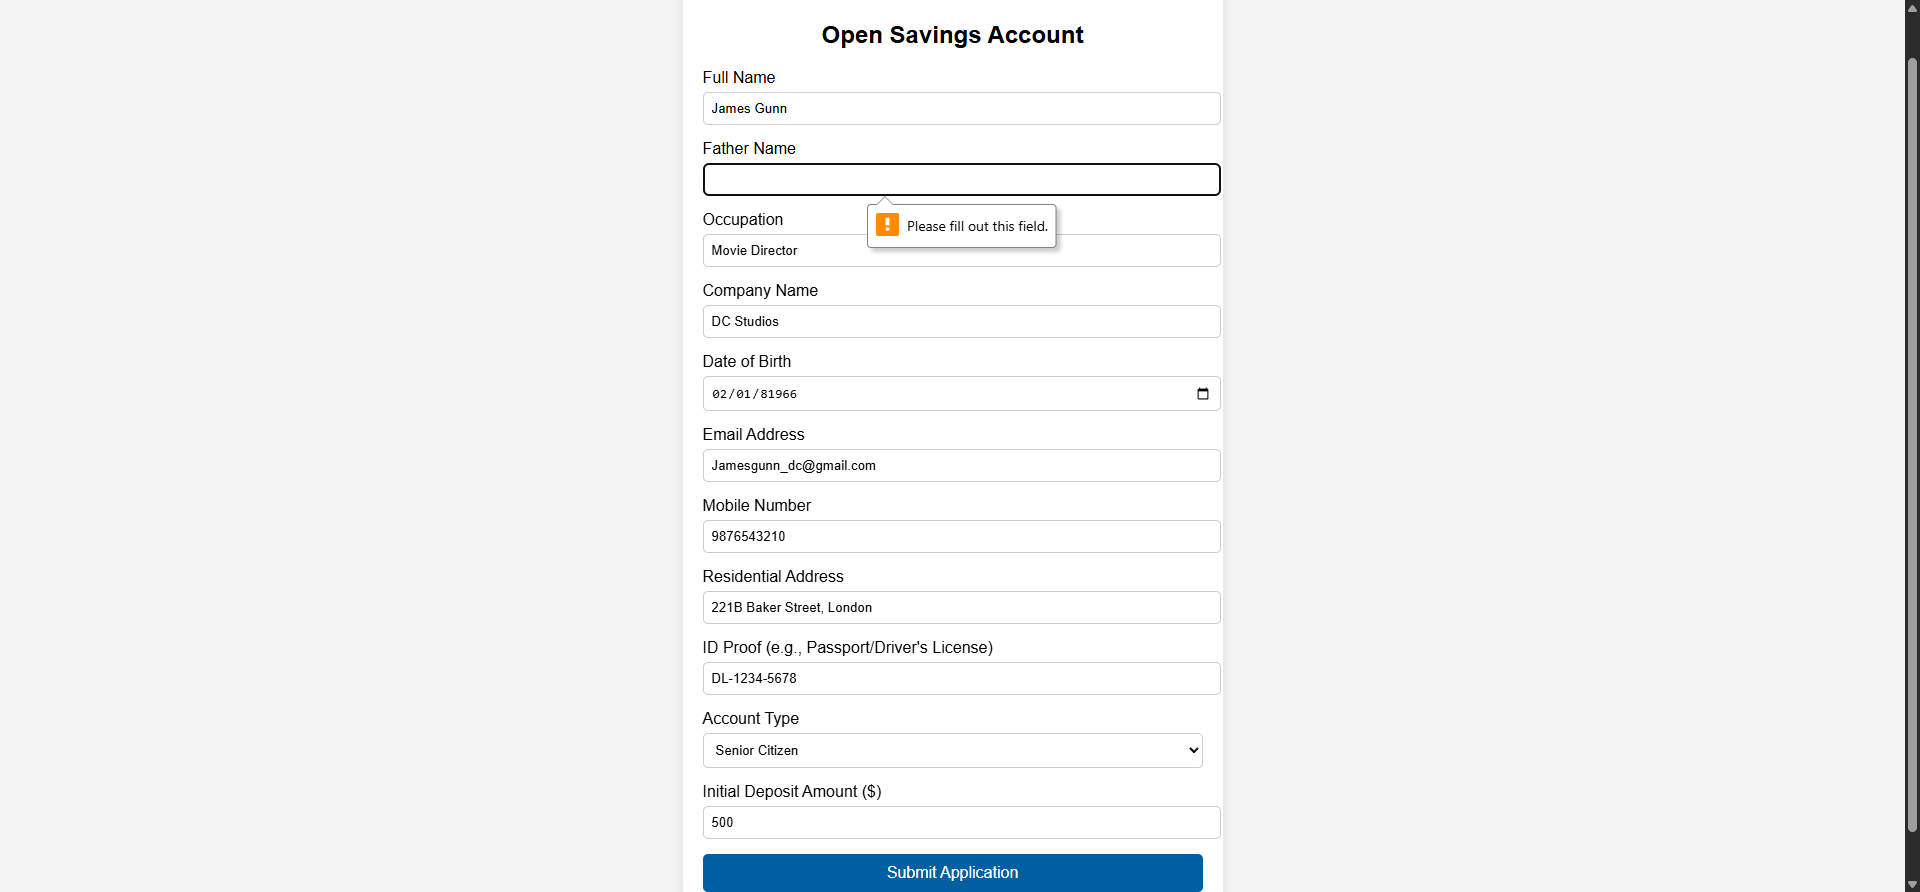 Open Savings Account
Full Name
James Gunn
Father Name
Please fill out this field.
Occupation
Movie Director
Company Name
DC Studios
Date of Birth
02/01/81966
Email Address
Jamesgunn_dc@gmail.com
Mobile Number
9876543210
Residential Address
221B Baker Street, London
ID Proof (e.g., Passport/Driver's License)
DL-1234-5678
Account Type
Senior Citizen
Initial Deposit Amount ($)
500
Submit Application